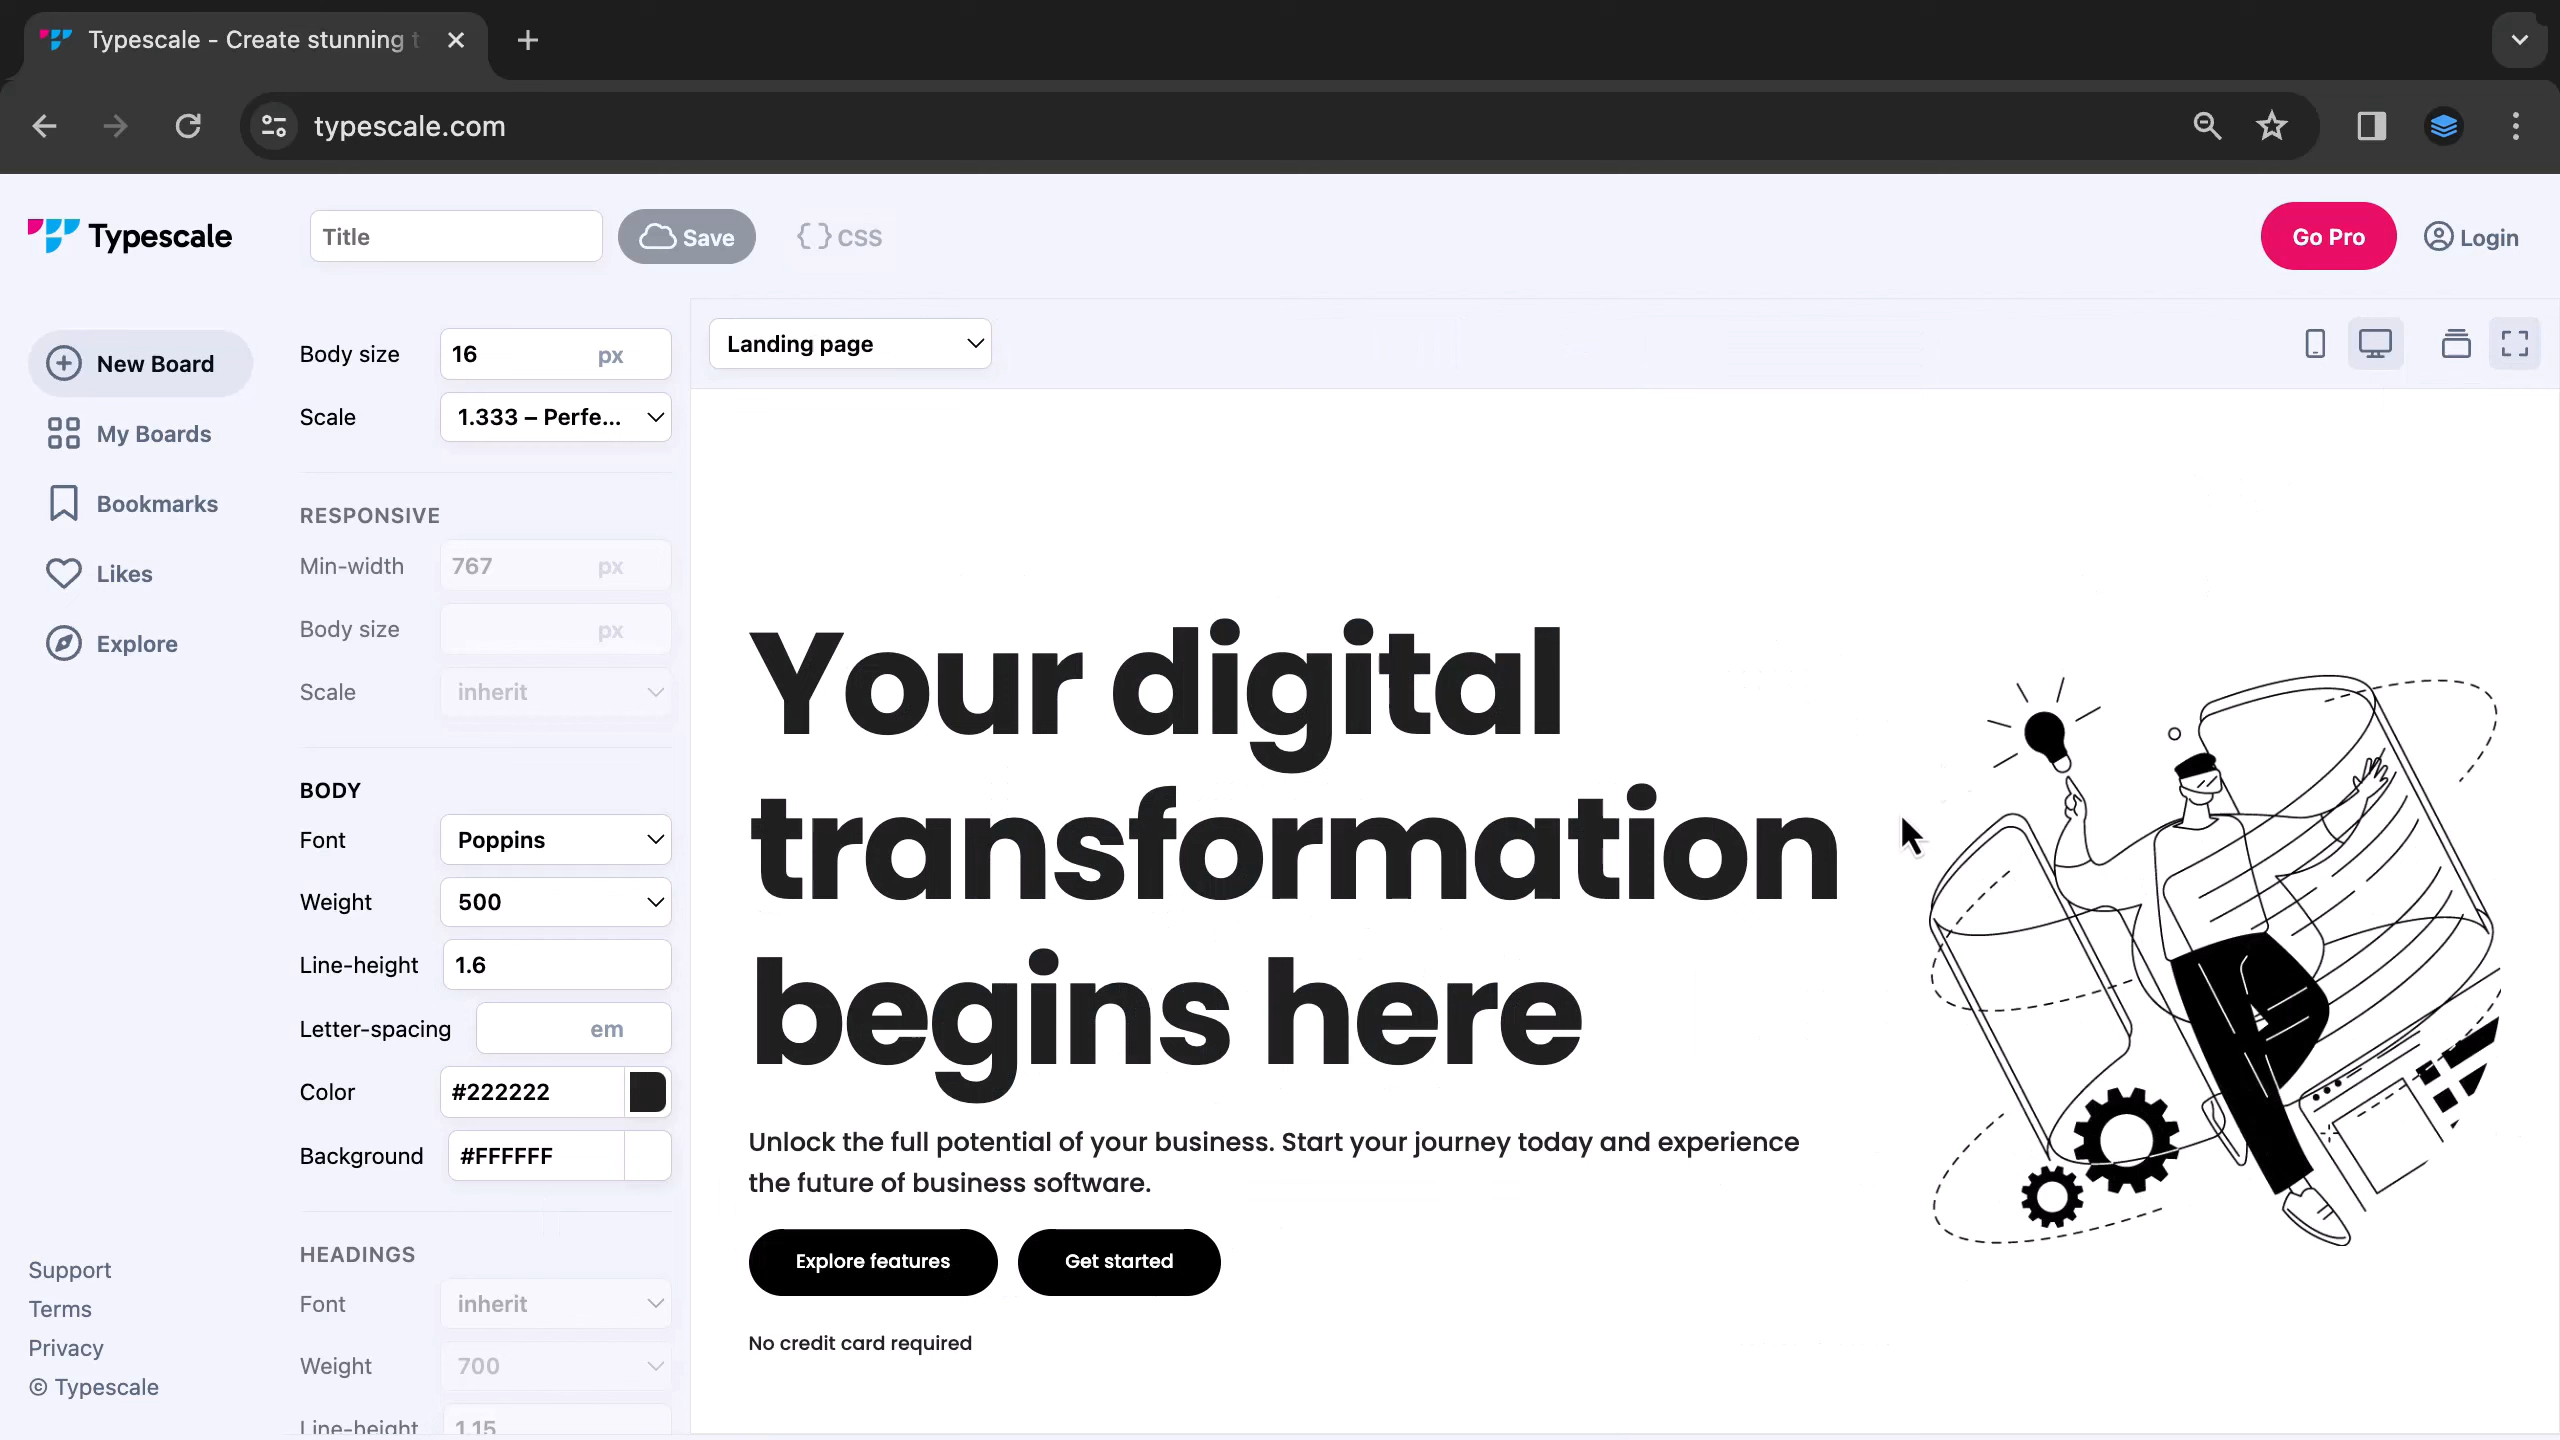 Typescale - Create stunning t
typescale.com
Typescale
Title
Save
CSS
Go Pro
Login
New Board
My Boards
Bookmarks
Likes
Explore
Support
Terms
Privacy
© Typescale
Body size 16 px
Scale 1.333 – Perfe...
RESPONSIVE
Min-width 767 px
Body size px
Scale inherit
BODY
Font Poppins
Weight 500
Line-height 1.6
Letter-spacing em
Color #222222
Background #FFFFFF
HEADINGS
Font inherit
Weight 700
Line-height 1.15
Landing page
Your digital
transformation
begins here
Unlock the full potential of your business. Start your journey today and experience
the future of business software.
Explore features
Get started
No credit card required